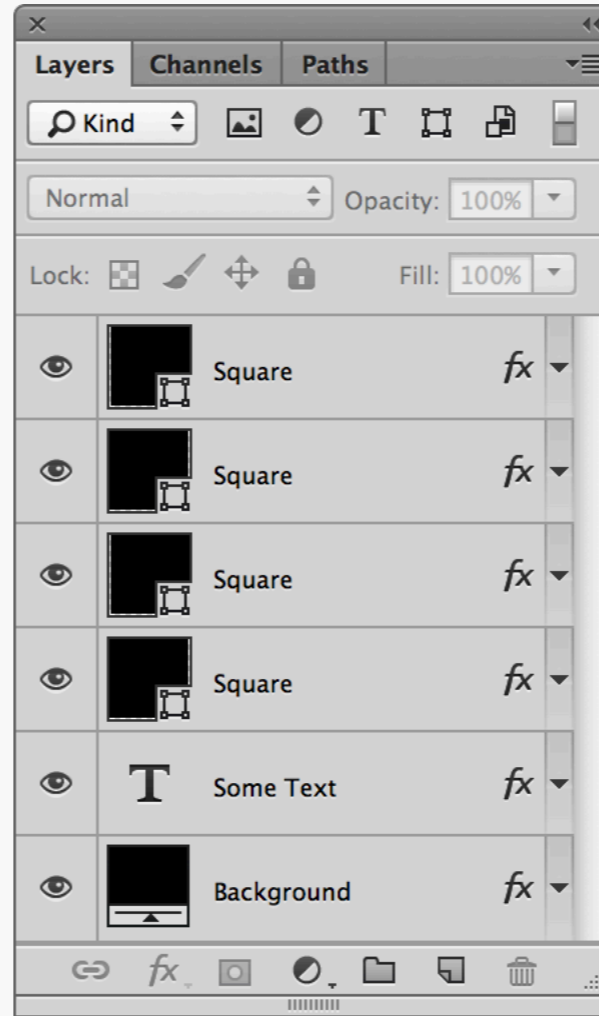 Layers Channels Paths
Kind T
Normal Opacity: 100%
Lock: Fill: 100%
Square fx
Square fx
Square fx
Square fx
T Some Text fx
Background fx
fx